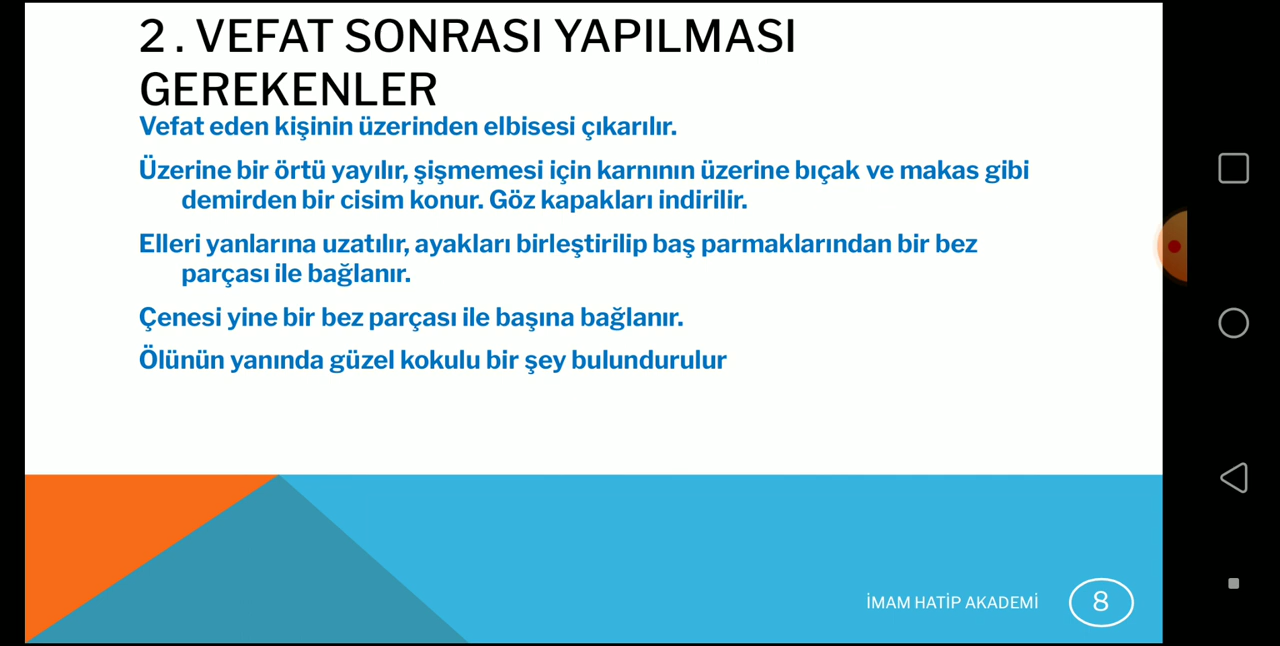 2 . VEFAT SONRASI YAPILMASI
GEREKENLER
Vefat eden kişinin üzerinden elbisesi çıkarılır.
Üzerine bir örtü yayılır, şişmemesi için karnının üzerine bıçak ve makas gibi
demirden bir cisim konur. Göz kapakları indirilir.
Elleri yanlarına uzatılır, ayakları birleştirilip baş parmaklarından bir bez
parçası ile bağlanır.
Çenesi yine bir bez parçası ile başına bağlanır.
Ölünün yanında güzel kokulu bir şey bulundurulur
İMAM HATİP AKADEMİ
8